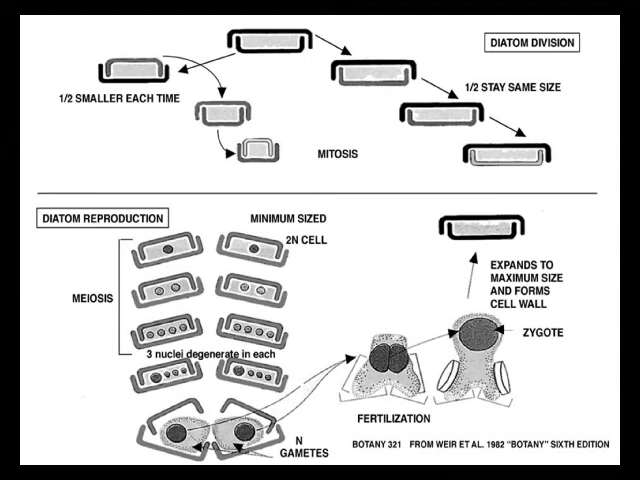 DIATOM DIVISION
1/2 SMALLER EACH TIME
1/2 STAY SAME SIZE
MITOSIS
DIATOM REPRODUCTION
MINIMUM SIZED
2N CELL
MEIOSIS
3 nuclei degenerate in each
EXPANDS TO
MAXIMUM SIZE
AND FORMS
CELL WALL
ZYGOTE
FERTILIZATION
N
GAMETES
BOTANY 321 FROM WEIR ET AL. 1982 "BOTANY" SIXTH EDITION